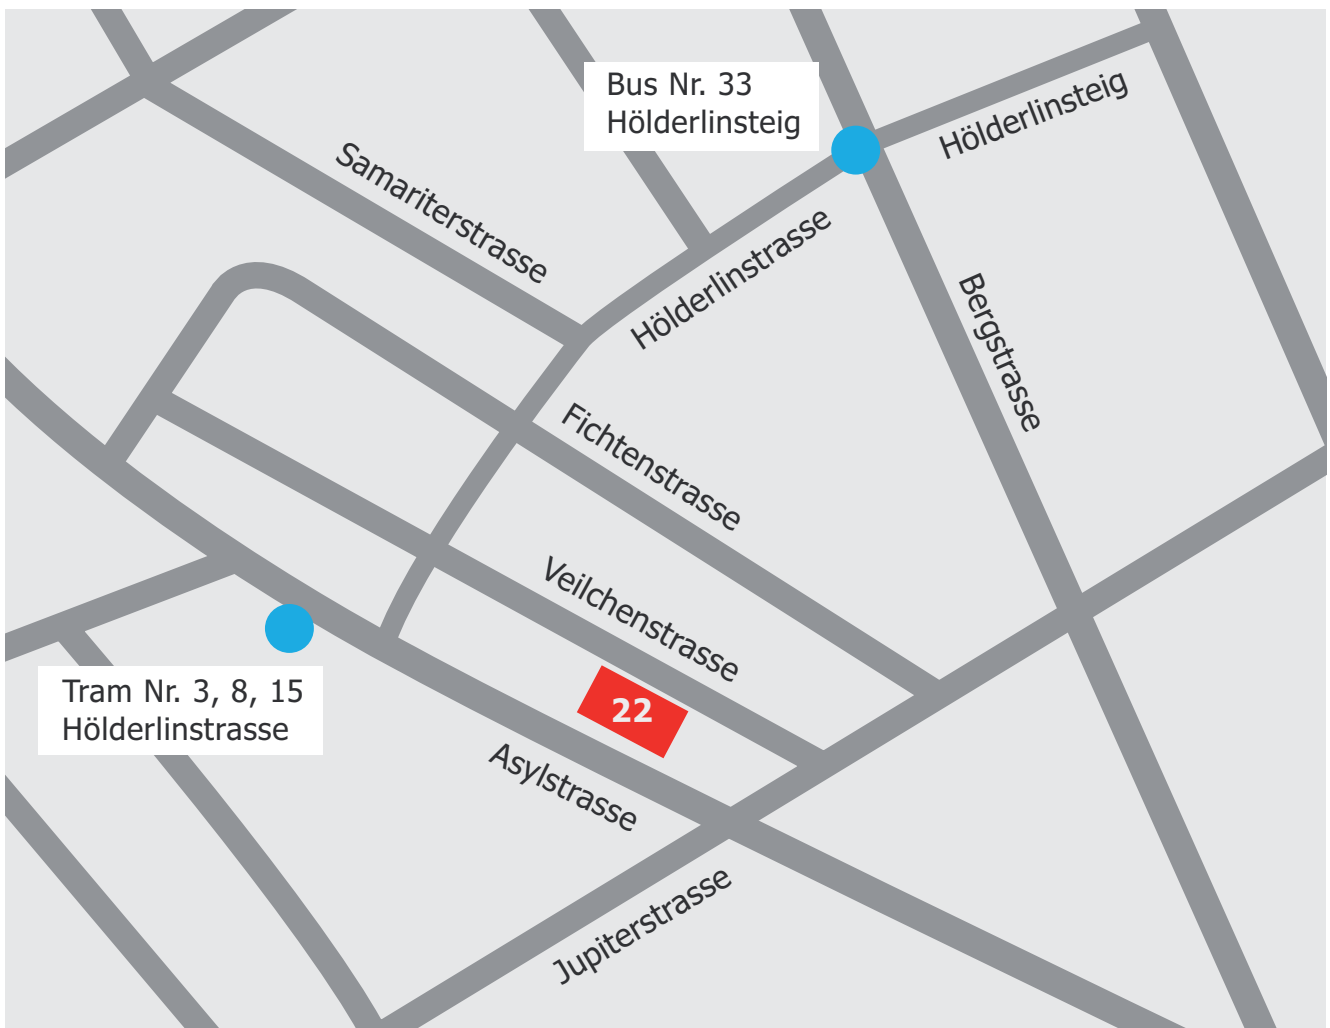 Bus Nr. 33
Hölderlinsteig
Hölderlinsteig
Samariterstrasse
Hölderlinstrasse
Bergstrasse
Fichtenstrasse
Veilchenstrasse
22
Tram Nr. 3, 8, 15
Hölderlinstrasse
Asylstrasse
Jupiterstrasse